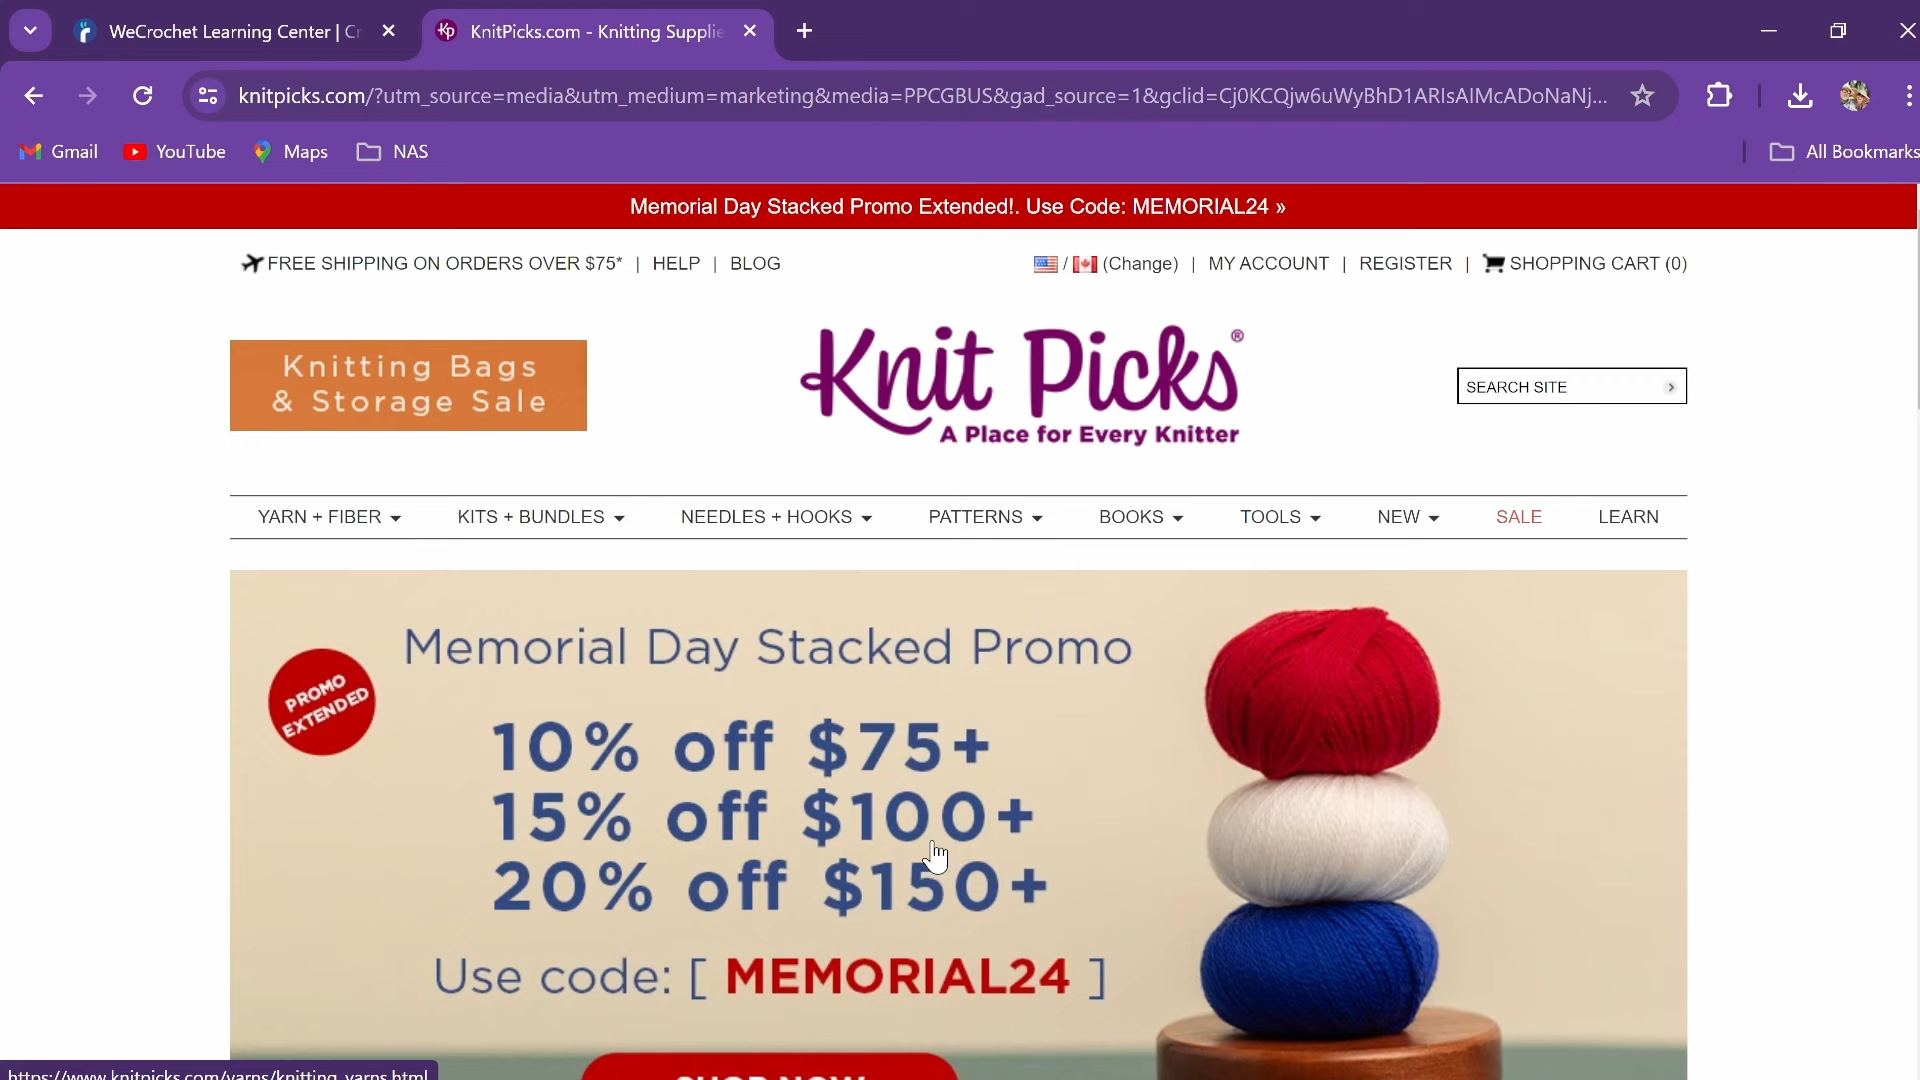 WeCrochet Learning Center | Cr
KnitPicks.com - Knitting Supplie
knitpicks.com/?utm_source=media&utm_medium=marketing&media=PPCGBUS&gad_source=1&gclid=Cj0KCQjw6uWyBhD1ARIsAIMcADoNaNj...
Gmail
YouTube
Maps
NAS
All Bookmarks
Memorial Day Stacked Promo Extended!. Use Code: MEMORIAL24 »
FREE SHIPPING ON ORDERS OVER $75* | HELP | BLOG
/ (Change) | MY ACCOUNT | REGISTER | SHOPPING CART (0)
Knitting Bags
& Storage Sale
Knit Picks®
A Place for Every Knitter
SEARCH SITE
YARN + FIBER
KITS + BUNDLES
NEEDLES + HOOKS
PATTERNS
BOOKS
TOOLS
NEW
SALE
LEARN
PROMO
EXTENDED
Memorial Day Stacked Promo
10% off $75+
15% off $100+
20% off $150+
Use code: [ MEMORIAL24 ]
SHOP NOW
https://www.knitpicks.com/yarns/knitting_yarns.html